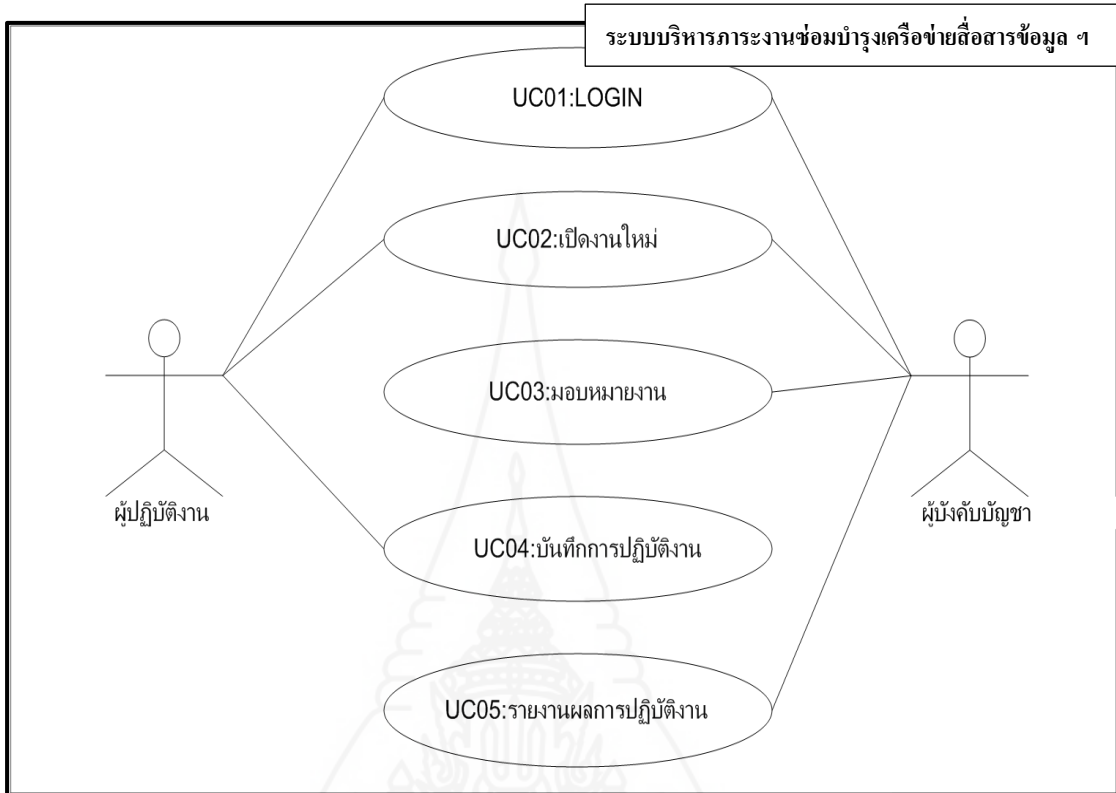 ระบบบริหารภาระงานซ่อมบำรุงเครือข่ายสื่อสารข้อมูล ฯ
UC01:LOGIN
UC02:เปิดงานใหม่
UC03:มอบหมายงาน
ผู้ปฏิบัติงาน
ผู้บังคับบัญชา
UC04:บันทึกการปฏิบัติงาน
UC05:รายงานผลการปฏิบัติงาน